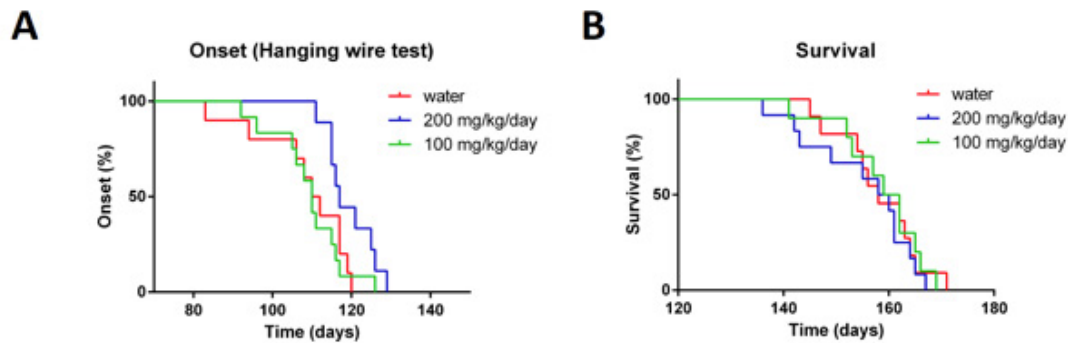 A
Onset (Hanging wire test)
100
50
0
Onset (%)
80
100
120
140
Time (days)
water
200 mg/kg/day
100 mg/kg/day
B
Survival
100
50
0
Survival (%)
120
140
160
180
Time (days)
water
200 mg/kg/day
100 mg/kg/day